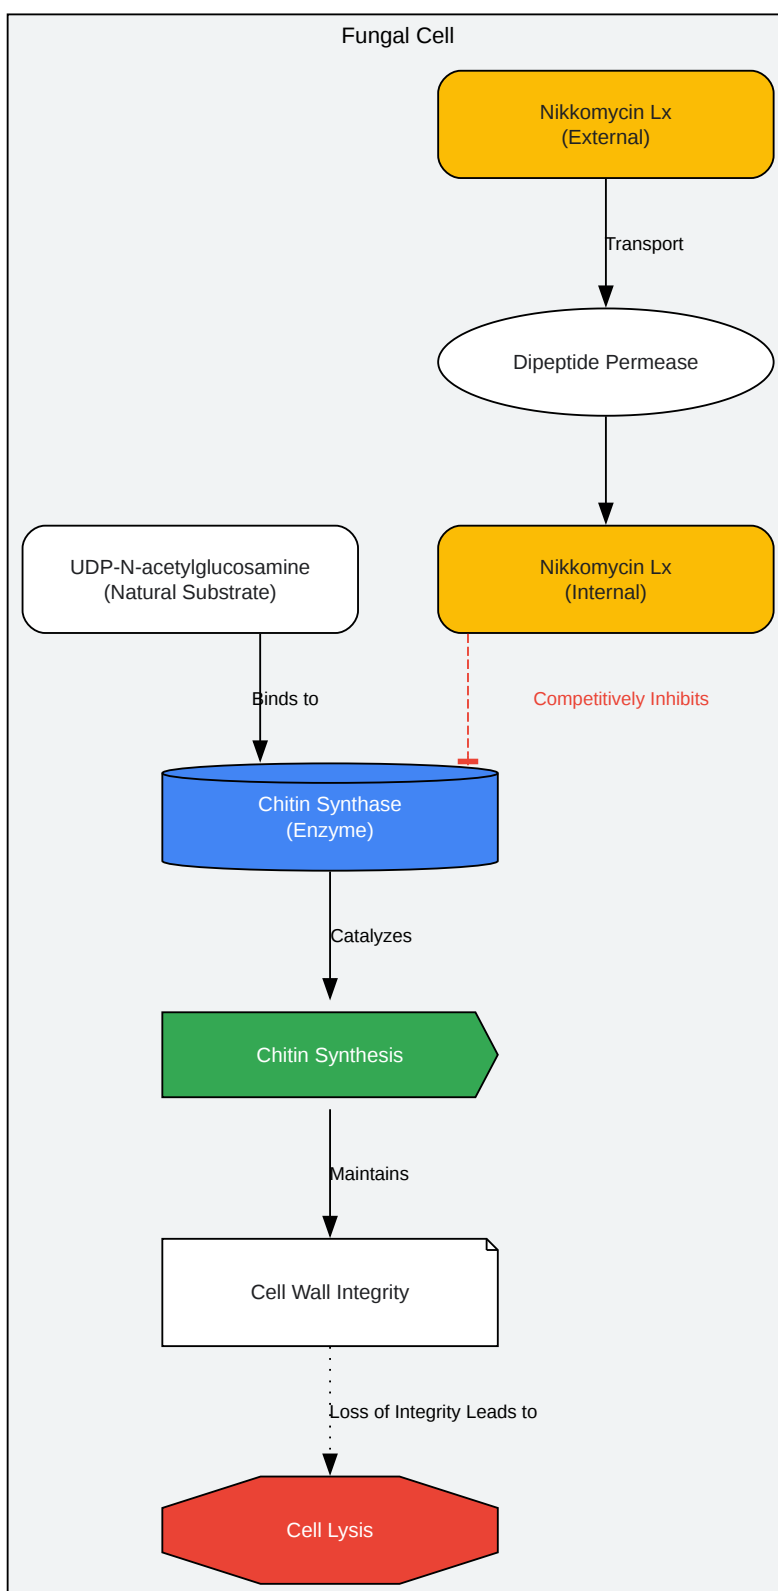 Fungal Cell
Nikkomycin Lx
(External)
Transport
Dipeptide Permease
UDP-N-acetylglucosamine
(Natural Substrate)
Nikkomycin Lx
(Internal)
Binds to
Competitively Inhibits
Chitin Synthase
(Enzyme)
Catalyzes
Chitin Synthesis
Maintains
Cell Wall Integrity
Loss of Integrity Leads to
Cell Lysis